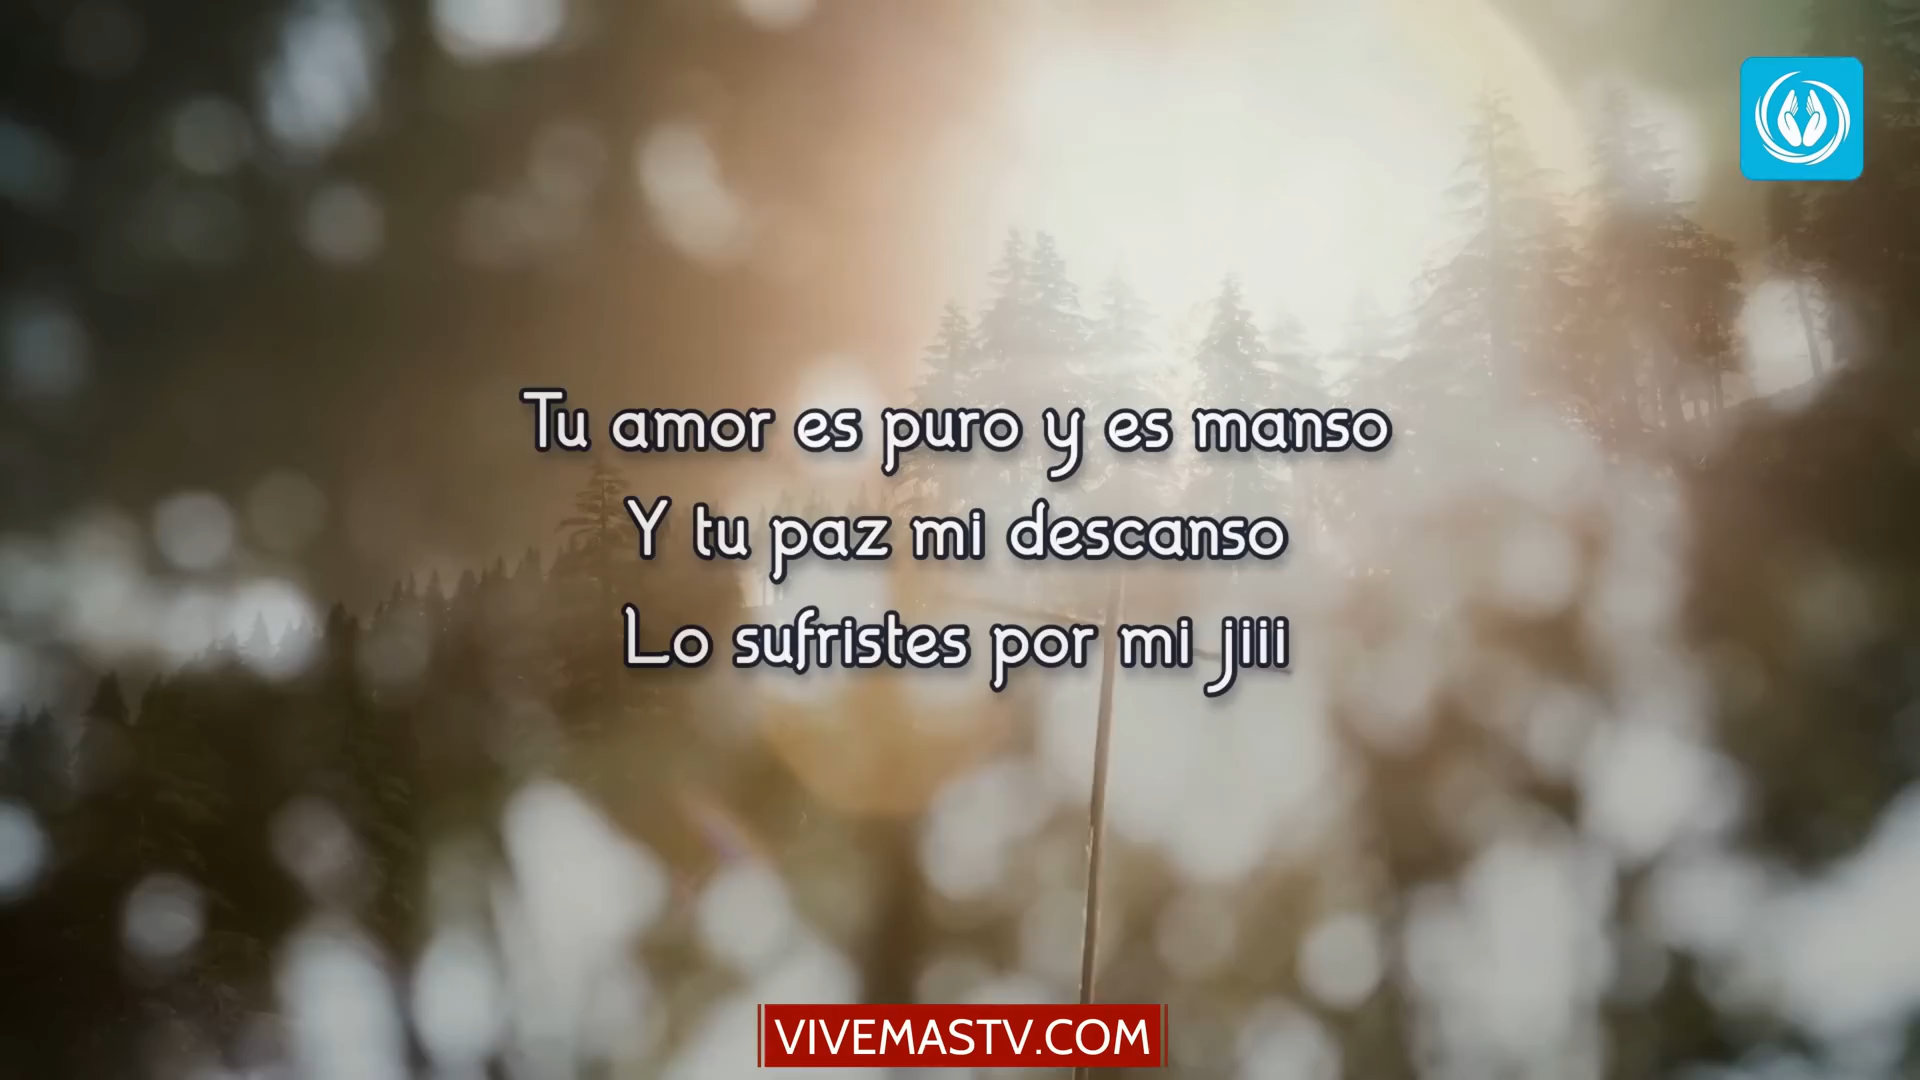 Tu amor es puro y es manso
Y tu paz mi descanso
Lo sufristes por mi jiii
VIVEMASTV.COM